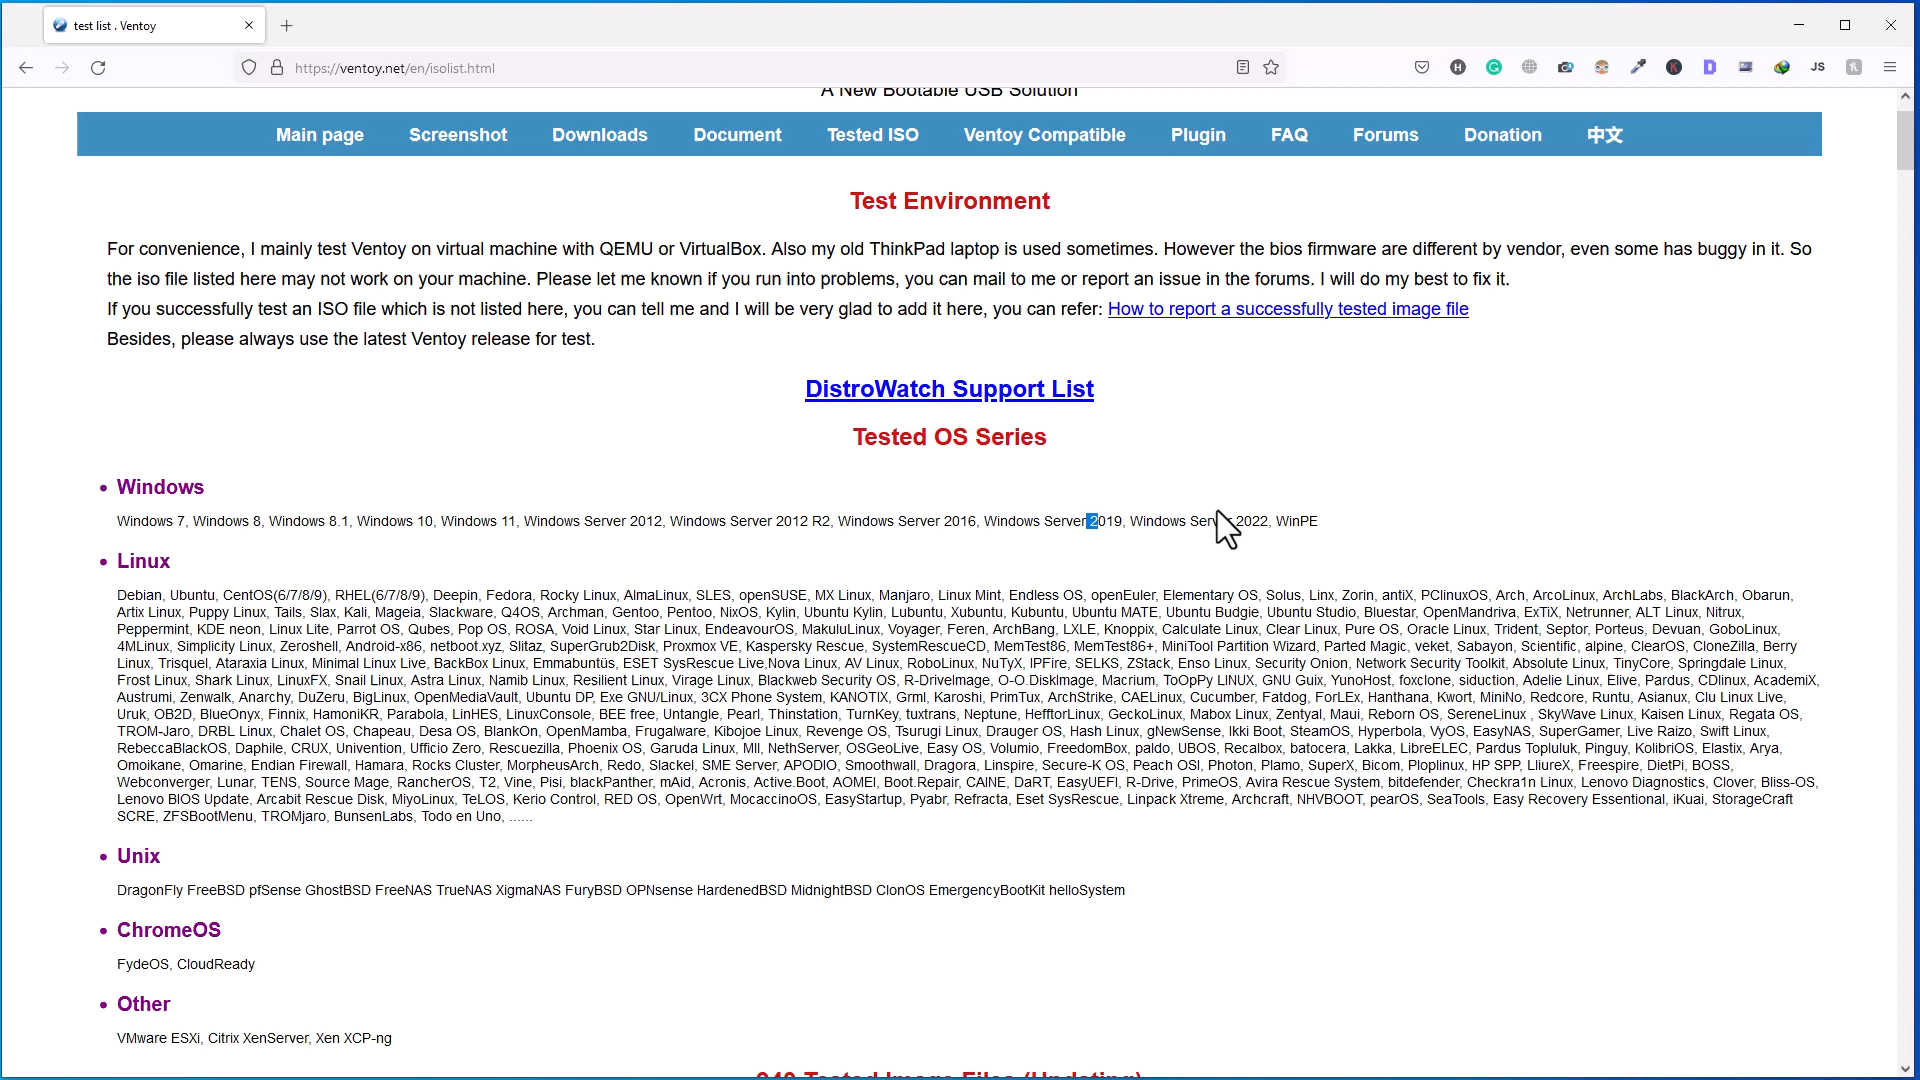 test list . Ventoy
https://ventoy.net/en/isolist.html
JS
A New Bootable USB Solution
Main page Screenshot Downloads Document Tested ISO Ventoy Compatible Plugin FAQ Forums Donation 中文
Test Environment
For convenience, I mainly test Ventoy on virtual machine with QEMU or VirtualBox. Also my old ThinkPad laptop is used sometimes. However the bios firmware are different by vendor, even some has buggy in it. So
the iso file listed here may not work on your machine. Please let me known if you run into problems, you can mail to me or report an issue in the forums. I will do my best to fix it.
If you successfully test an ISO file which is not listed here, you can tell me and I will be very glad to add it here, you can refer: How to report a successfully tested image file
Besides, please always use the latest Ventoy release for test.
DistroWatch Support List
Tested OS Series
• Windows
Windows 7, Windows 8, Windows 8.1, Windows 10, Windows 11, Windows Server 2012, Windows Server 2012 R2, Windows Server 2016, Windows Server 2019, Windows Server 2022, WinPE
• Linux
Debian, Ubuntu, CentOS(6/7/8/9), RHEL(6/7/8/9), Deepin, Fedora, Rocky Linux, AlmaLinux, SLES, openSUSE, MX Linux, Manjaro, Linux Mint, Endless OS, openEuler, Elementary OS, Solus, Linx, Zorin, antiX, PClinuxOS, Arch, ArcoLinux, ArchLabs, BlackArch, Obarun,
Artix Linux, Puppy Linux, Tails, Slax, Kali, Mageia, Slackware, Q4OS, Archman, Gentoo, Pentoo, NixOS, Kylin, Ubuntu Kylin, Lubuntu, Xubuntu, Kubuntu, Ubuntu MATE, Ubuntu Budgie, Ubuntu Studio, Bluestar, OpenMandriva, ExTiX, Netrunner, ALT Linux, Nitrux,
Peppermint, KDE neon, Linux Lite, Parrot OS, Qubes, Pop OS, ROSA, Void Linux, Star Linux, EndeavourOS, MakuluLinux, Voyager, Feren, ArchBang, LXLE, Knoppix, Calculate Linux, Clear Linux, Pure OS, Oracle Linux, Trident, Septor, Porteus, Devuan, GoboLinux,
4MLinux, Simplicity Linux, Zeroshell, Android-x86, netboot.xyz, Slitaz, SuperGrub2Disk, Proxmox VE, Kaspersky Rescue, SystemRescueCD, MemTest86, MemTest86+, MiniTool Partition Wizard, Parted Magic, veket, Sabayon, Scientific, alpine, ClearOS, CloneZilla, Berry
Linux, Trisquel, Ataraxia Linux, Minimal Linux Live, BackBox Linux, Emmabuntüs, ESET SysRescue Live,Nova Linux, AV Linux, RoboLinux, NuTyX, IPFire, SELKS, ZStack, Enso Linux, Security Onion, Network Security Toolkit, Absolute Linux, TinyCore, Springdale Linux,
Frost Linux, Shark Linux, LinuxFX, Snail Linux, Astra Linux, Namib Linux, Resilient Linux, Virage Linux, Blackweb Security OS, R-DriveImage, O-O.DiskImage, Macrium, ToOpPy LINUX, GNU Guix, YunoHost, foxclone, siduction, Adelie Linux, Elive, Pardus, CDlinux, AcademiX,
Austrumi, Zenwalk, Anarchy, DuZeru, BigLinux, OpenMediaVault, Ubuntu DP, Exe GNU/Linux, 3CX Phone System, KANOTIX, Grml, Karoshi, PrimTux, ArchStrike, CAELinux, Cucumber, Fatdog, ForLEx, Hanthana, Kwort, MiniNo, Redcore, Runtu, Asianux, Clu Linux Live,
Uruk, OB2D, BlueOnyx, Finnix, HamoniKR, Parabola, LinHES, LinuxConsole, BEE free, Untangle, Pearl, Thinstation, TurnKey, tuxtrans, Neptune, HefftorLinux, GeckoLinux, Mabox Linux, Zentyal, Maui, Reborn OS, SereneLinux , SkyWave Linux, Kaisen Linux, Regata OS,
TROM-Jaro, DRBL Linux, Chalet OS, Chapeau, Desa OS, BlankOn, OpenMamba, Frugalware, Kibojoe Linux, Revenge OS, Tsurugi Linux, Drauger OS, Hash Linux, gNewSense, Ikki Boot, SteamOS, Hyperbola, VyOS, EasyNAS, SuperGamer, Live Raizo, Swift Linux,
RebeccaBlackOS, Daphile, CRUX, Univention, Ufficio Zero, Rescuezilla, Phoenix OS, Garuda Linux, Mll, NethServer, OSGeoLive, Easy OS, Volumio, FreedomBox, paldo, UBOS, Recalbox, batocera, Lakka, LibreELEC, Pardus Topluluk, Pinguy, KolibriOS, Elastix, Arya,
Omoikane, Omarine, Endian Firewall, Hamara, Rocks Cluster, MorpheusArch, Redo, Slackel, SME Server, APODIO, Smoothwall, Dragora, Linspire, Secure-K OS, Peach OSI, Photon, Plamo, SuperX, Bicom, Ploplinux, HP SPP, LliureX, Freespire, DietPi, BOSS,
Webconverger, Lunar, TENS, Source Mage, RancherOS, T2, Vine, Pisi, blackPanther, mAid, Acronis, Active.Boot, AOMEI, Boot.Repair, CAINE, DaRT, EasyUEFI, R-Drive, PrimeOS, Avira Rescue System, bitdefender, Checkra1n Linux, Lenovo Diagnostics, Clover, Bliss-OS,
Lenovo BIOS Update, Arcabit Rescue Disk, MiyoLinux, TeLOS, Kerio Control, RED OS, OpenWrt, MocaccinoOS, EasyStartup, Pyabr, Refracta, Eset SysRescue, Linpack Xtreme, Archcraft, NHVBOOT, pearOS, SeaTools, Easy Recovery Essentional, iKuai, StorageCraft
SCRE, ZFSBootMenu, TROMjaro, BunsenLabs, Todo en Uno, ......
• Unix
DragonFly FreeBSD pfSense GhostBSD FreeNAS TrueNAS XigmaNAS FuryBSD OPNsense HardenedBSD MidnightBSD ClonOS EmergencyBootKit helloSystem
• ChromeOS
FydeOS, CloudReady
• Other
VMware ESXi, Citrix XenServer, Xen XCP-ng
Tested Image Files (Updating)